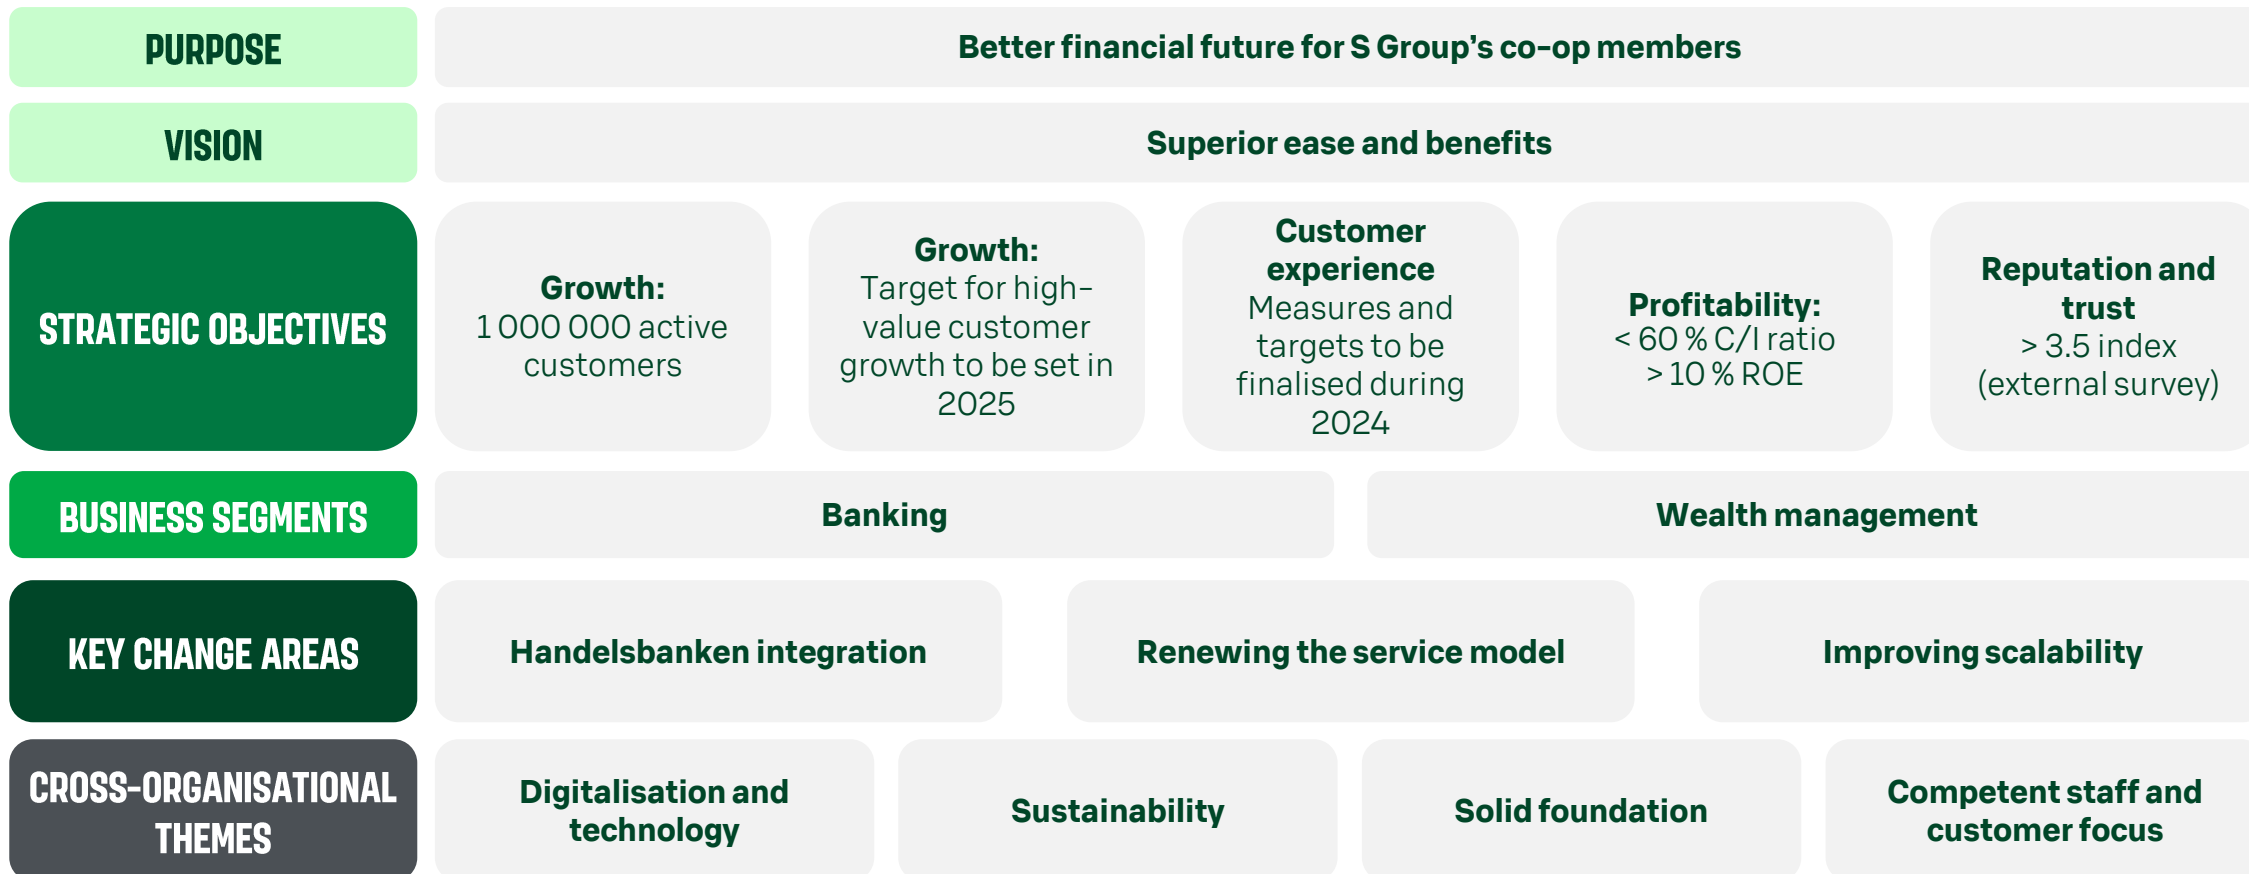 PURPOSE
Better financial future for S Group’s co-op members
VISION
Superior ease and benefits
STRATEGIC OBJECTIVES
Growth:
1 000 000 active
customers
Growth:
Target for high-
value customer
growth to be set in
2025
Customer
experience
Measures and
targets to be
finalised during
2024
Profitability:
< 60 % C/I ratio
> 10 % ROE
Reputation and
trust
> 3.5 index
(external survey)
BUSINESS SEGMENTS
Banking
Wealth management
KEY CHANGE AREAS
Handelsbanken integration
Renewing the service model
Improving scalability
CROSS-ORGANISATIONAL
THEMES
Digitalisation and
technology
Sustainability
Solid foundation
Competent staff and
customer focus